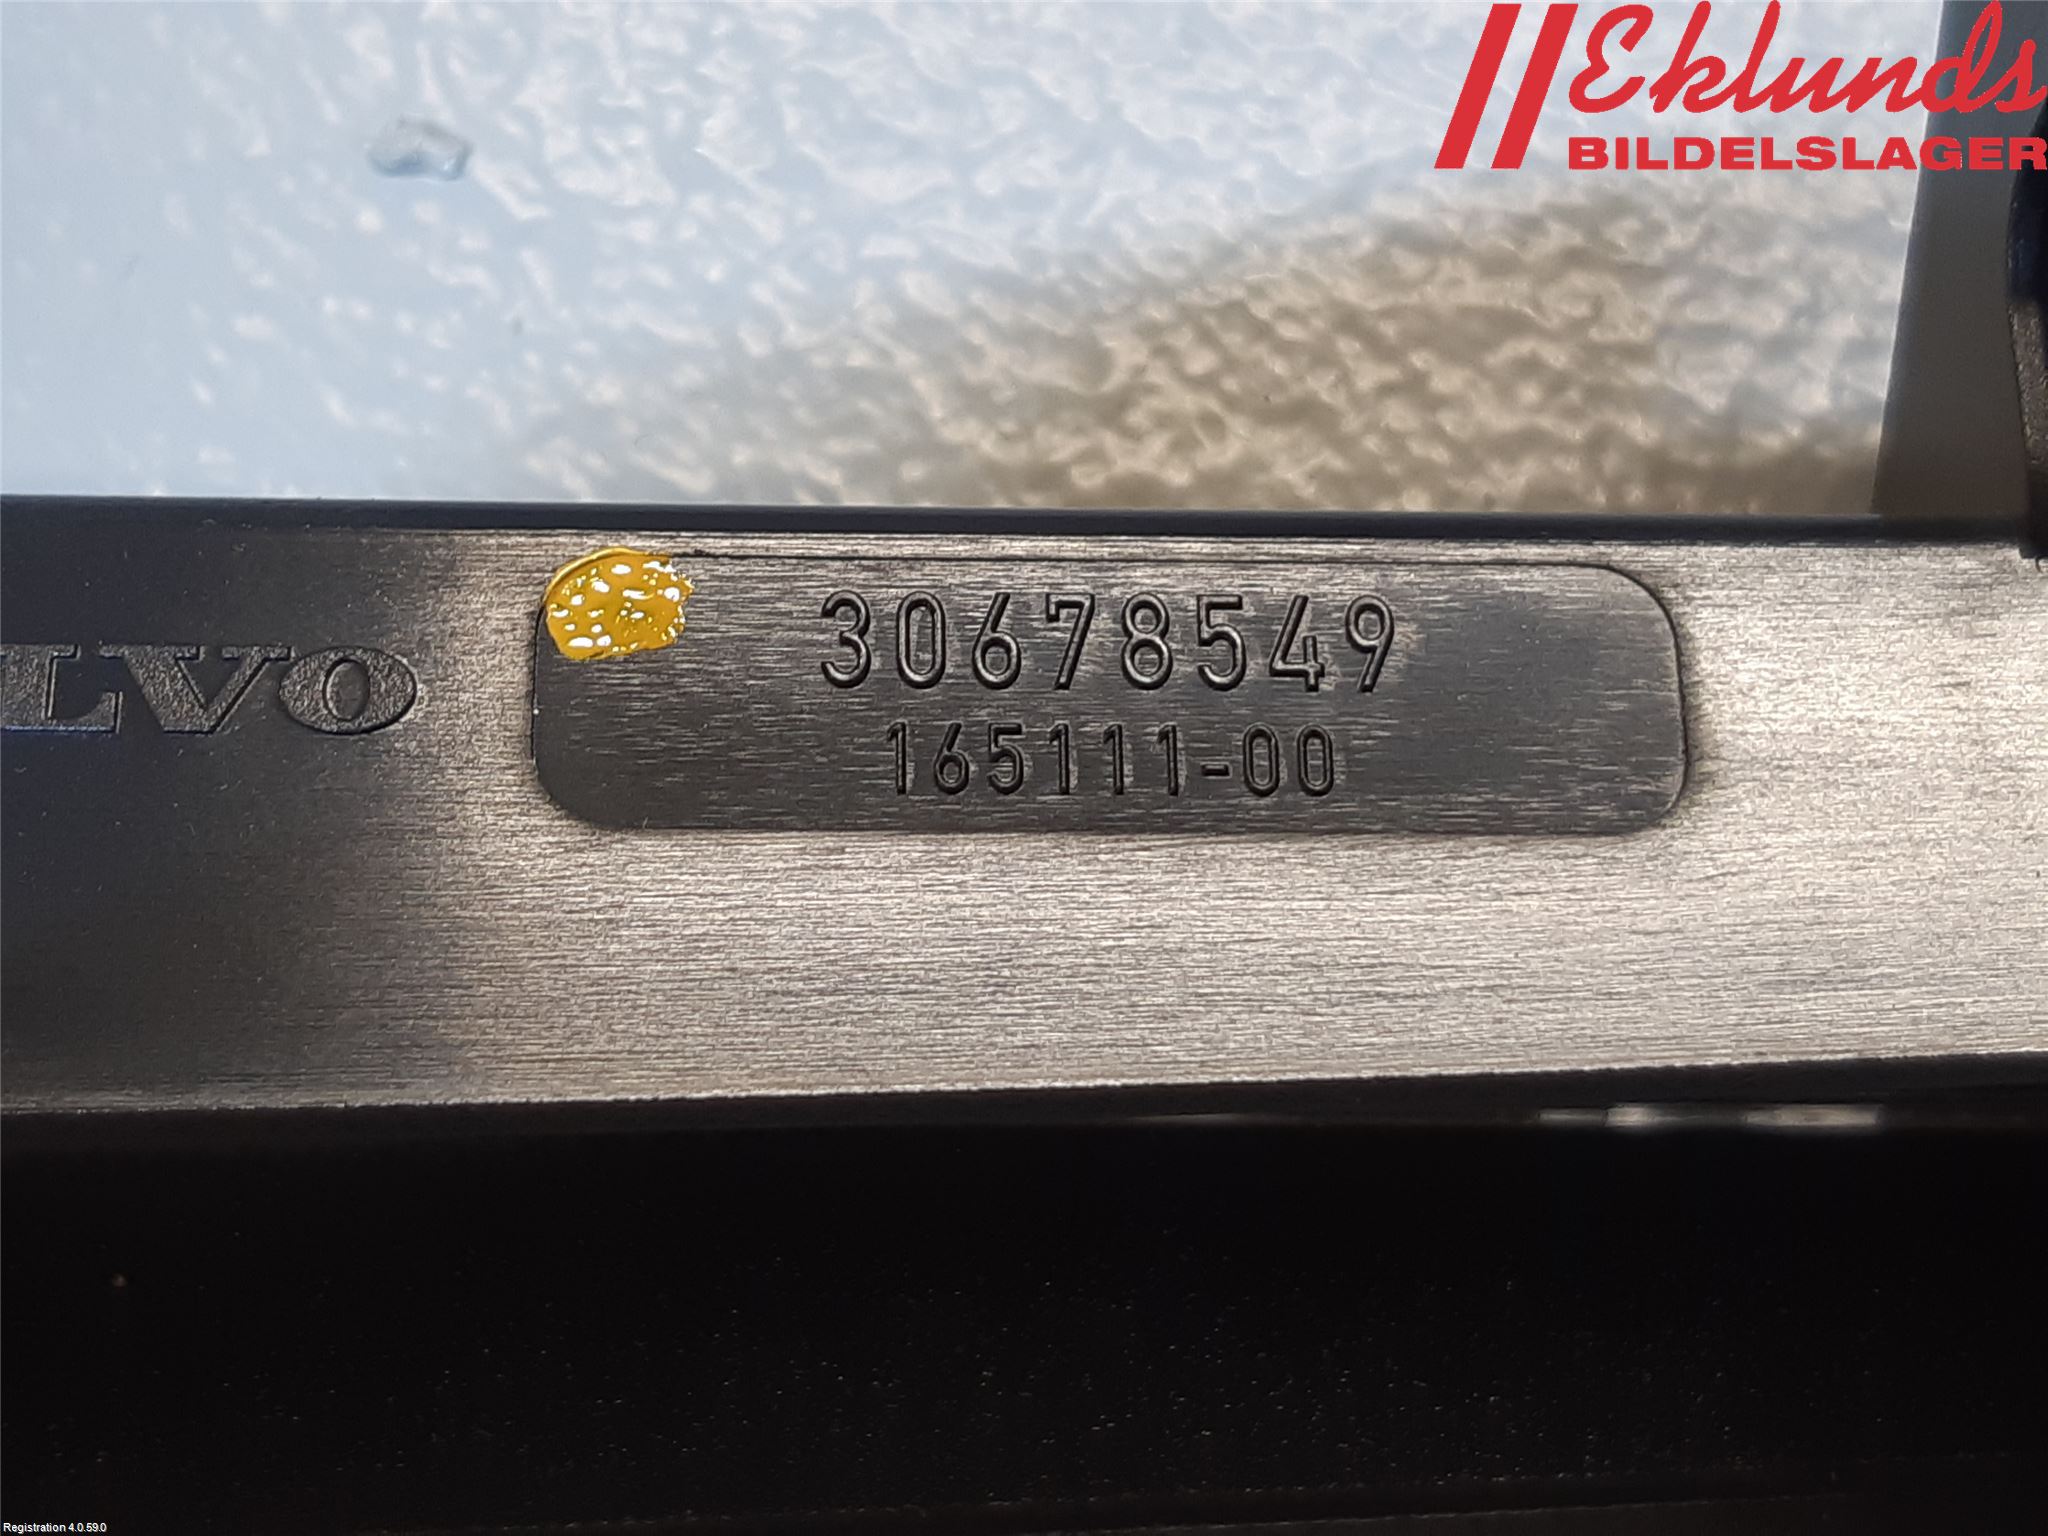 Eklunds
BILDELSLAGER
LVO
30678549
165111-00
Registration 4.0.59.0